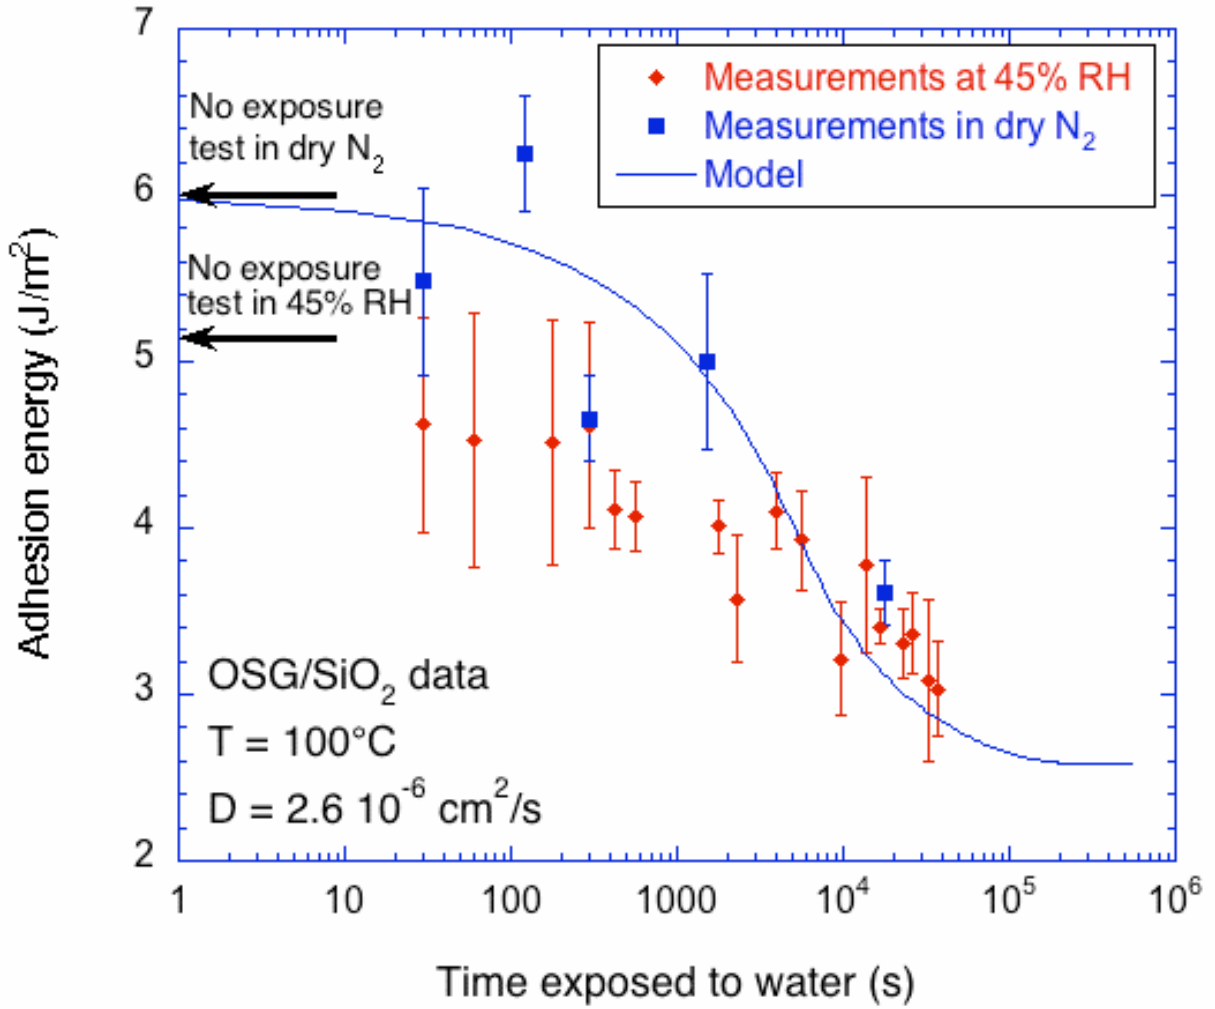 7
6
5
4
3
2
Adhesion energy (J/m²)
No exposure
test in dry N₂
No exposure
test in 45% RH
Measurements at 45% RH
Measurements in dry N₂
Model
OSG/SiO₂ data
T = 100°C
D = 2.6 10⁻⁶ cm²/s
1 10 100 1000 10⁴ 10⁵ 10⁶
Time exposed to water (s)